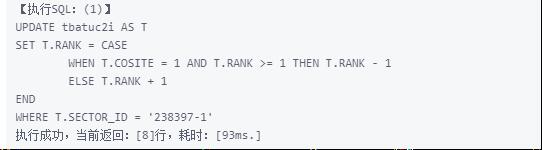 【执行SQL：(1)】
UPDATE tbatuc2i AS T
SET T.RANK = CASE
WHEN T.COSITE = 1 AND T.RANK >= 1 THEN T.RANK - 1
ELSE T.RANK + 1
END
WHERE T.SECTOR_ID = '238397-1'
执行成功，当前返回：[8]行，耗时：[93ms.]